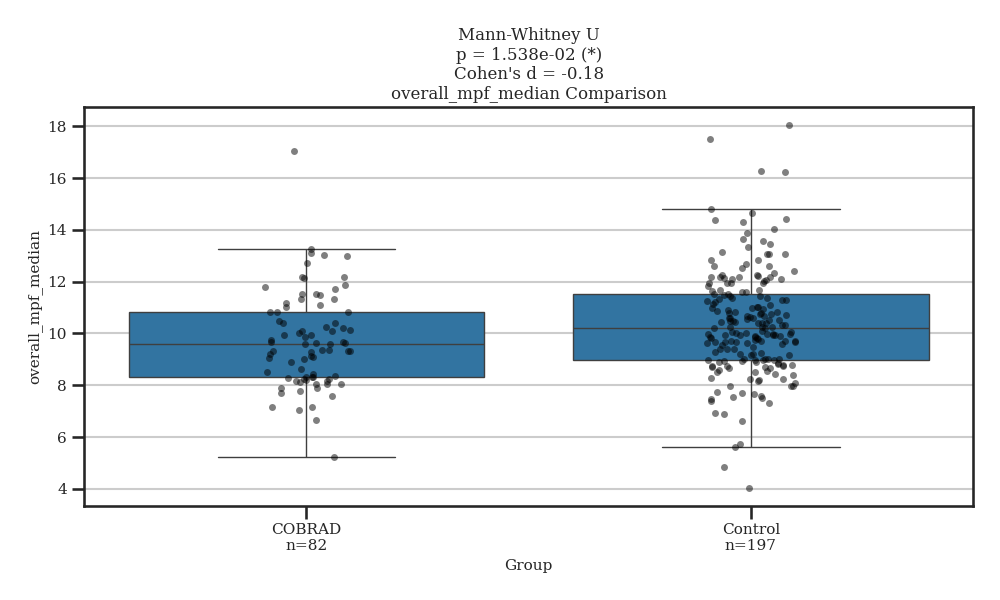 Mann-Whitney U
p = 1.538e-02 (*)
Cohen's d = -0.18
overall_mpf_median Comparison
18
16
14
12
10
8
6
4
overall_mpf_median
COBRAD
n=82
Control
n=197
Group